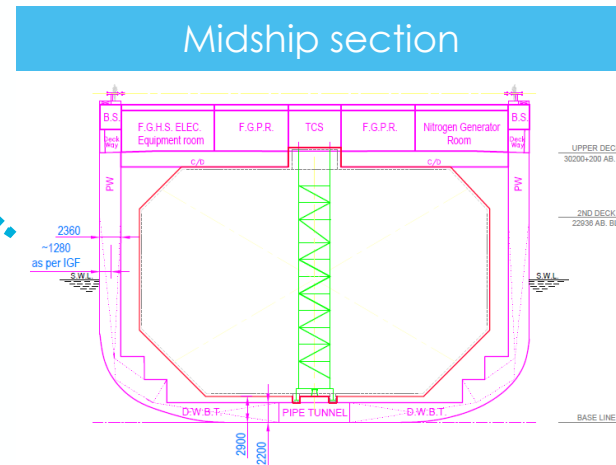 Midship section
B.S.
F.G.H.S. ELEC.
Equipment room
F.G.P.R.
TCS
F.G.P.R.
Nitrogen Generator
Room
B.S.
Deck
Way
Deck
Way
C/D
C/D
UPPER DEC
30200+200 AB.
PW
PW
2ND DECK
22936 AB. BL
2360
~1280
as per IGF
S.W.L.
S.W.L.
D.W.B.T.
PIPE TUNNEL
D.W.B.T.
BASE LINE
2900
2200